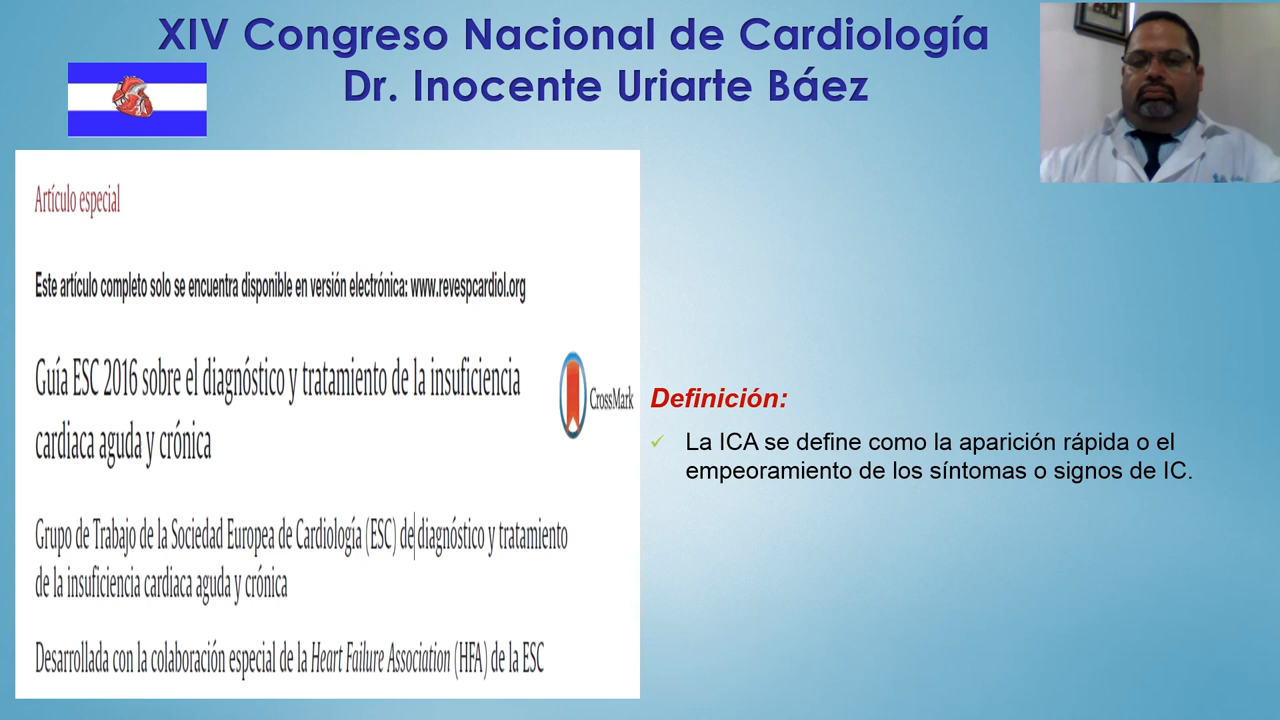 XIV Congreso Nacional de Cardiología
Dr. Inocente Uriarte Báez
Artículo especial
Este artículo completo solo se encuentra disponible en versión electrónica: www.revespcardiol.org
Guía ESC 2016 sobre el diagnóstico y tratamiento de la insuficiencia
cardiaca aguda y crónica
CrossMark
Grupo de Trabajo de la Sociedad Europea de Cardiología (ESC) de diagnóstico y tratamiento
de la insuficiencia cardiaca aguda y crónica
Desarrollada con la colaboración especial de la Heart Failure Association (HFA) de la ESC
Definición:
La ICA se define como la aparición rápida o el
empeoramiento de los síntomas o signos de IC.